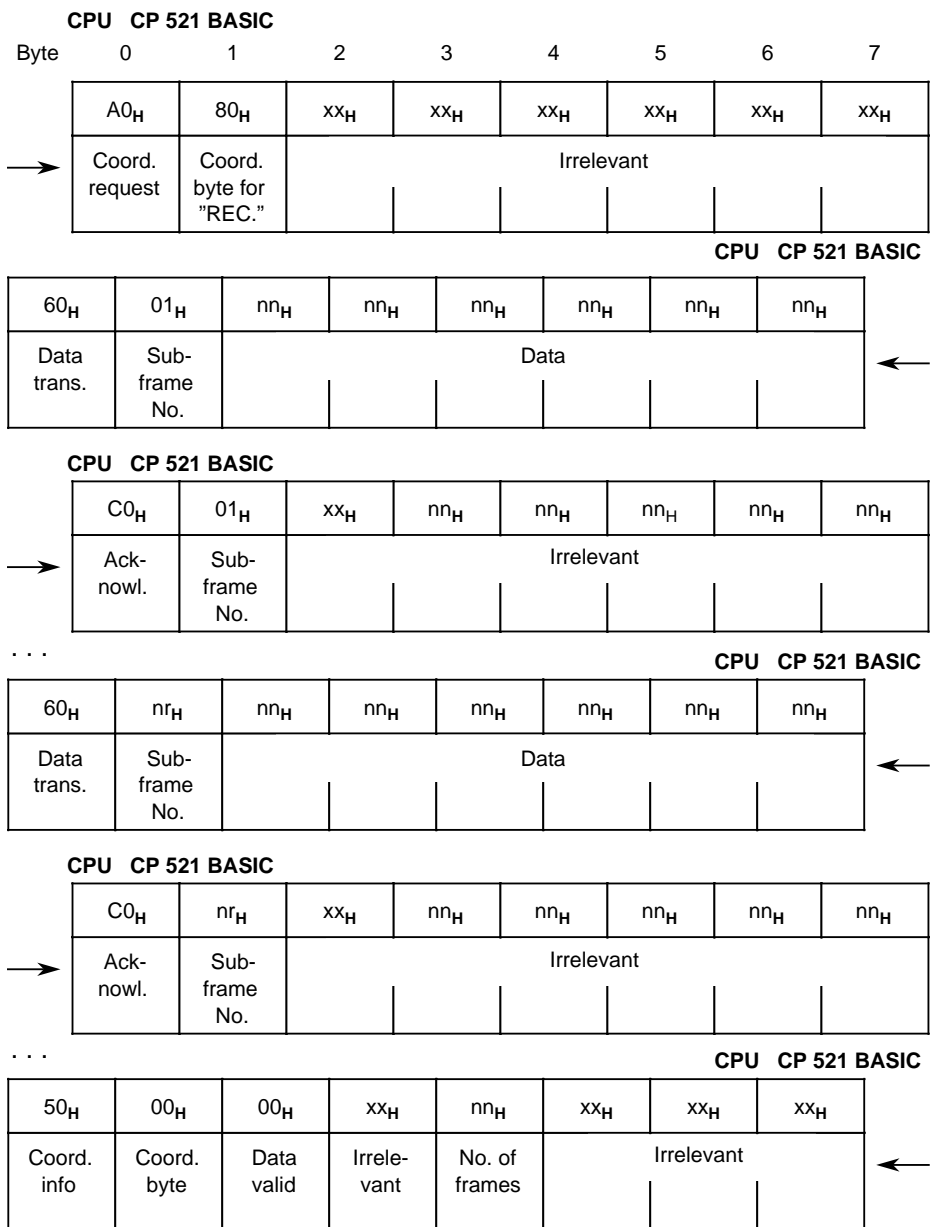 CPU CP 521 BASIC
Byte 0 1 2 3 4 5 6 7
A0H 80H xxH xxH xxH xxH xxH xxH
Coord. Coord. Irrelevant
request byte for
”REC.”
CPU CP 521 BASIC
60H 01H nnH nnH nnH nnH nnH nnH
Data Sub- Data
trans. frame
No.
CPU CP 521 BASIC
C0H 01H xxH nnH nnH nnH nnH nnH
Ack- Sub- Irrelevant
nowl. frame
No.
. . .
CPU CP 521 BASIC
60H nrH nnH nnH nnH nnH nnH nnH
Data Sub- Data
trans. frame
No.
CPU CP 521 BASIC
C0H nrH xxH nnH nnH nnH nnH nnH
Ack- Sub- Irrelevant
nowl. frame
No.
. . .
CPU CP 521 BASIC
50H 00H 00H xxH nnH xxH xxH xxH
Coord. Coord. Data Irrele- No. of Irrelevant
info byte valid vant frames